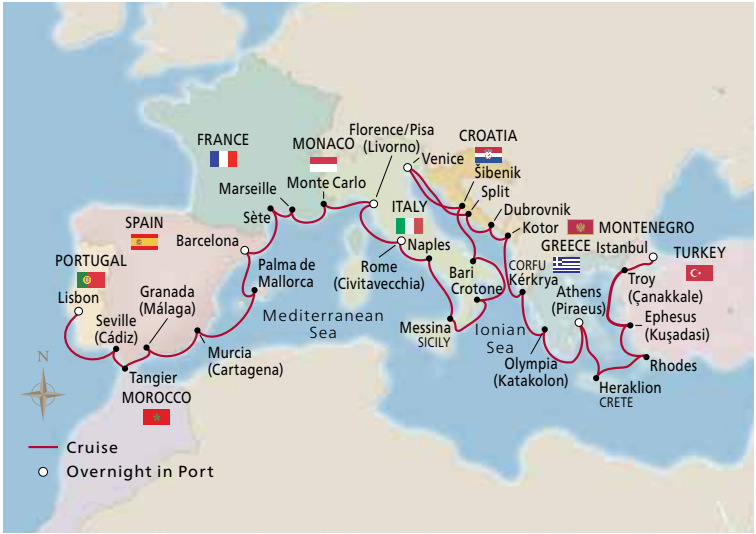 FRANCE
MONACO
Florence/Pisa
(Livorno)
CROATIA
Venice
Šibenik
Split
Marseille
Monte Carlo
Sète
ITALY
Dubrovnik
Kotor
MONTENEGRO
SPAIN
Barcelona
Naples
GREECE
Istanbul
TURKEY
PORTUGAL
Lisbon
Palma de
Mallorca
Rome
(Civitavecchia)
Bari
Crotone
CORFU
Kérkyra
Athens
(Piraeus)
Troy
(Çanakkale)
Granada
(Málaga)
Seville
(Cádiz)
Mediterranean
Sea
Messina
SICILY
Ionian
Sea
Ephesus
(Kuşadasi)
Murcia
(Cartagena)
Olympia
(Katakolon)
Rhodes
Tangier
MOROCCO
Heraklion
CRETE
N
Cruise
Overnight in Port